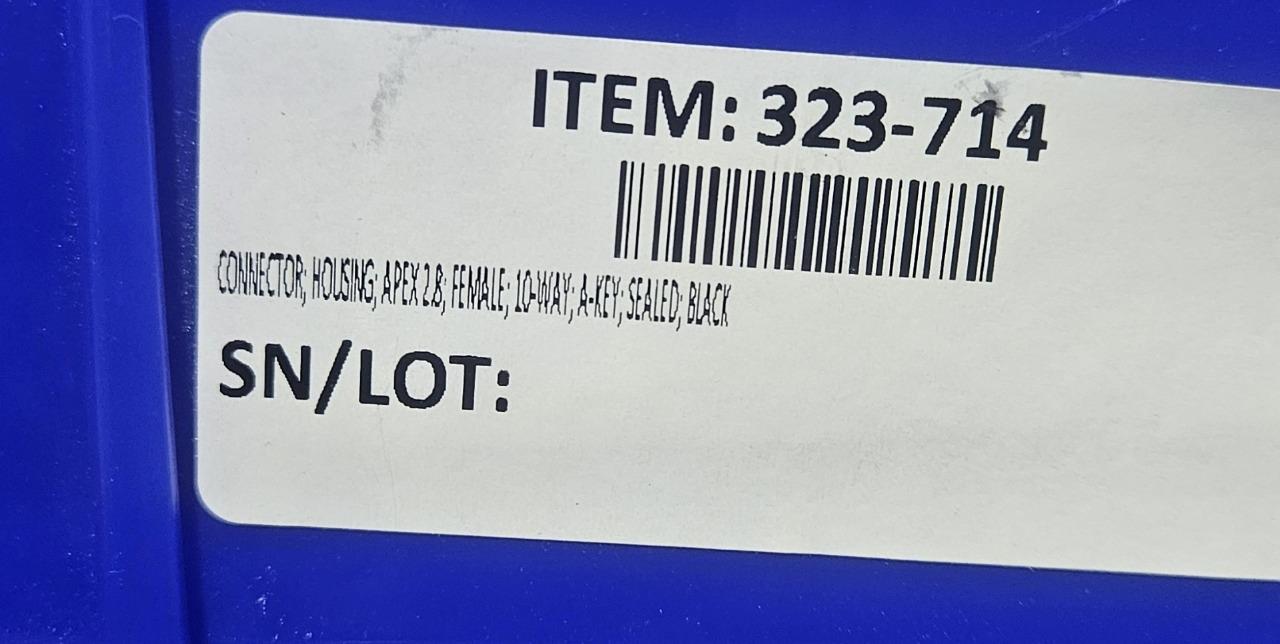 ITEM: 323-714
CONNECTOR; HOUSING; APEX 2.8; FEMALE; 10-WAY; A-KEY; SEALED; BLACK
SN/LOT: